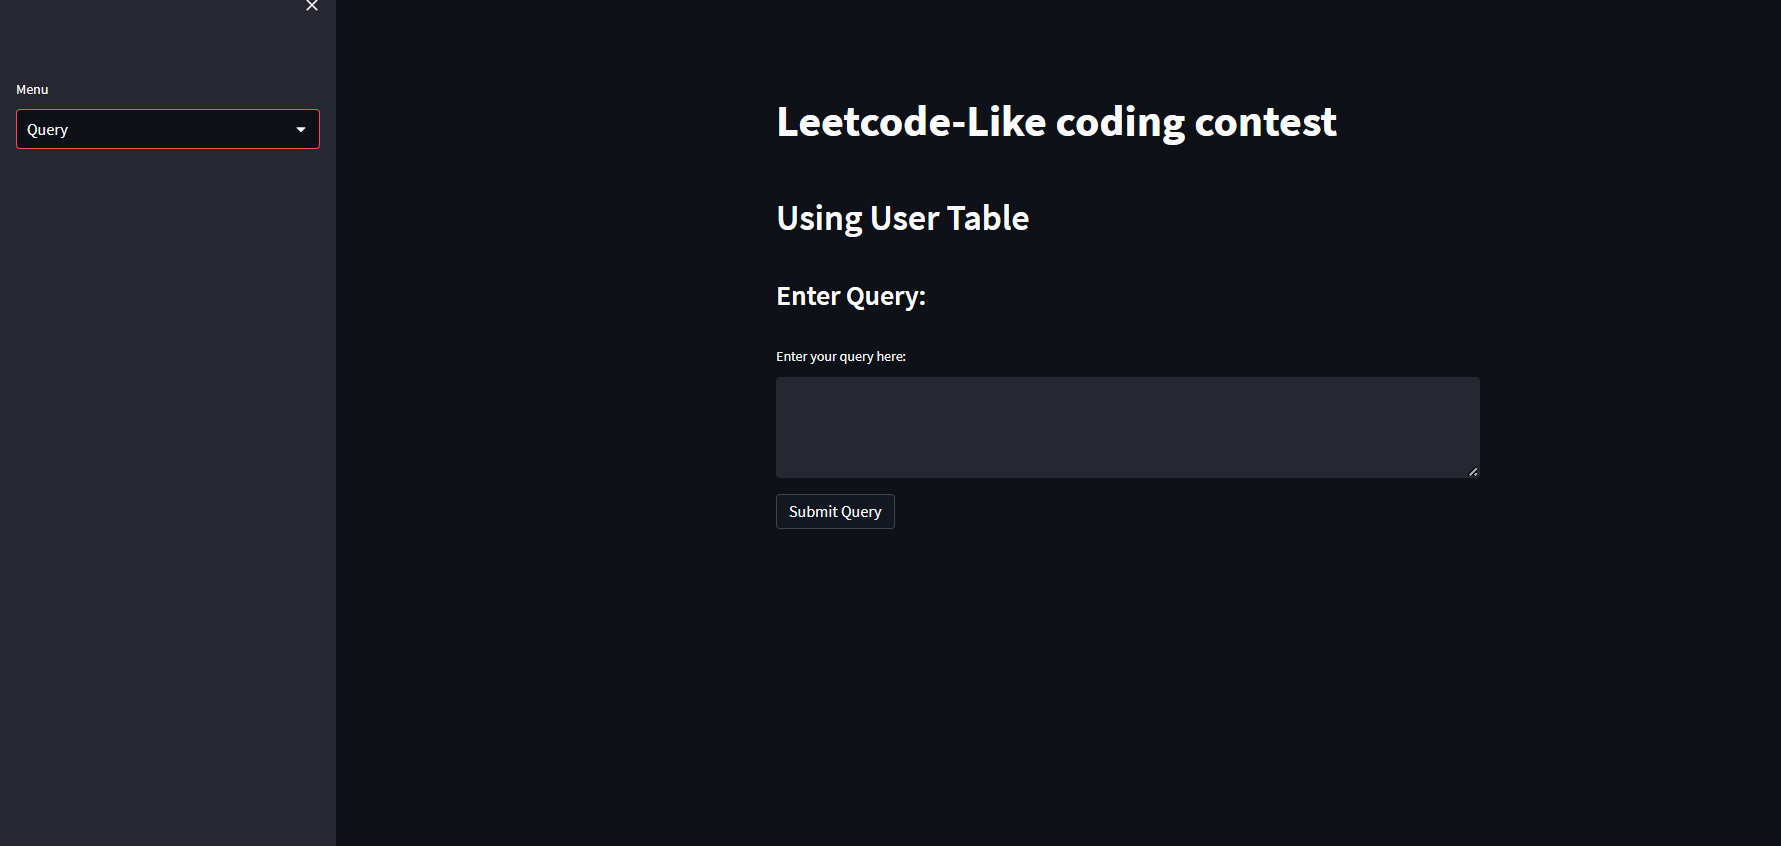 Menu
Query
Leetcode-Like coding contest
Using User Table
Enter Query:
Enter your query here:
Submit Query